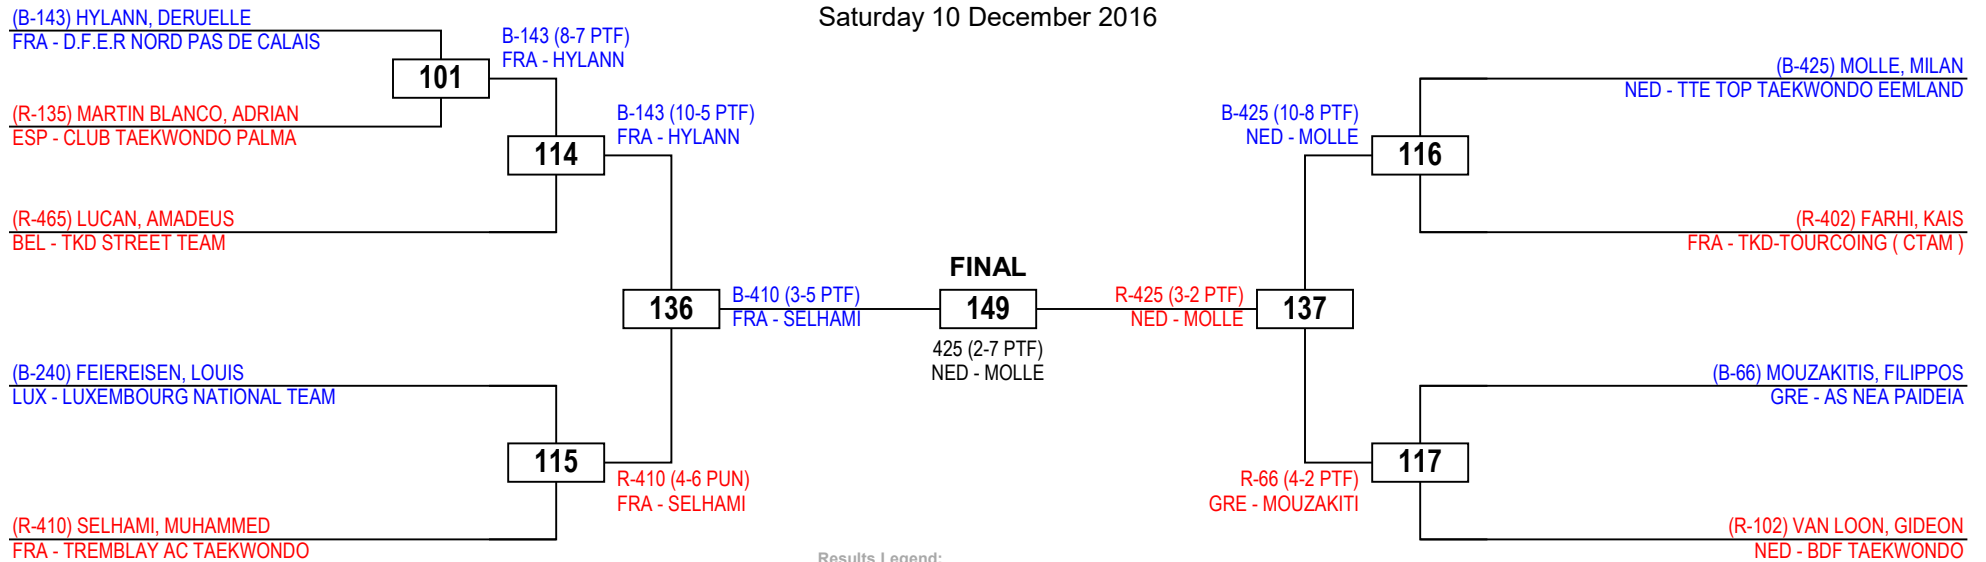 Saturday 10 December 2016
(B-143) HYLANN, DERUELLE
FRA - D.F.E.R NORD PAS DE CALAIS
101
(R-135) MARTIN BLANCO, ADRIAN
ESP - CLUB TAEKWONDO PALMA
B-143 (8-7 PTF)
FRA - HYLANN
114
(R-465) LUCAN, AMADEUS
BEL - TKD STREET TEAM
B-143 (10-5 PTF)
FRA - HYLANN
136
(B-240) FEIEREISEN, LOUIS
LUX - LUXEMBOURG NATIONAL TEAM
115
(R-410) SELHAMI, MUHAMMED
FRA - TREMBLAY AC TAEKWONDO
R-410 (4-6 PUN)
FRA - SELHAMI
B-410 (3-5 PTF)
FRA - SELHAMI
FINAL
149
425 (2-7 PTF)
NED - MOLLE
R-425 (3-2 PTF)
NED - MOLLE
137
B-425 (10-8 PTF)
NED - MOLLE
116
(B-425) MOLLE, MILAN
NED - TTE TOP TAEKWONDO EEMLAND
(R-402) FARHI, KAIS
FRA - TKD-TOURCOING ( CTAM )
(B-66) MOUZAKITIS, FILIPPOS
GRE - AS NEA PAIDEIA
117
R-66 (4-2 PTF)
GRE - MOUZAKITI
(R-102) VAN LOON, GIDEON
NED - BDF TAEKWONDO
Results Legend: